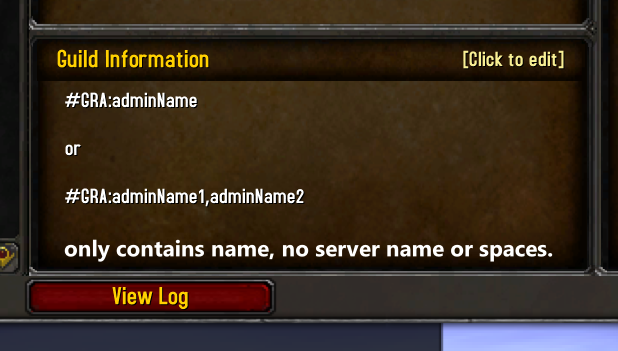 Guild Information
[Click to edit]
#GRA:adminName
or
#GRA:adminName1,adminName2
only contains name, no server name or spaces.
View Log